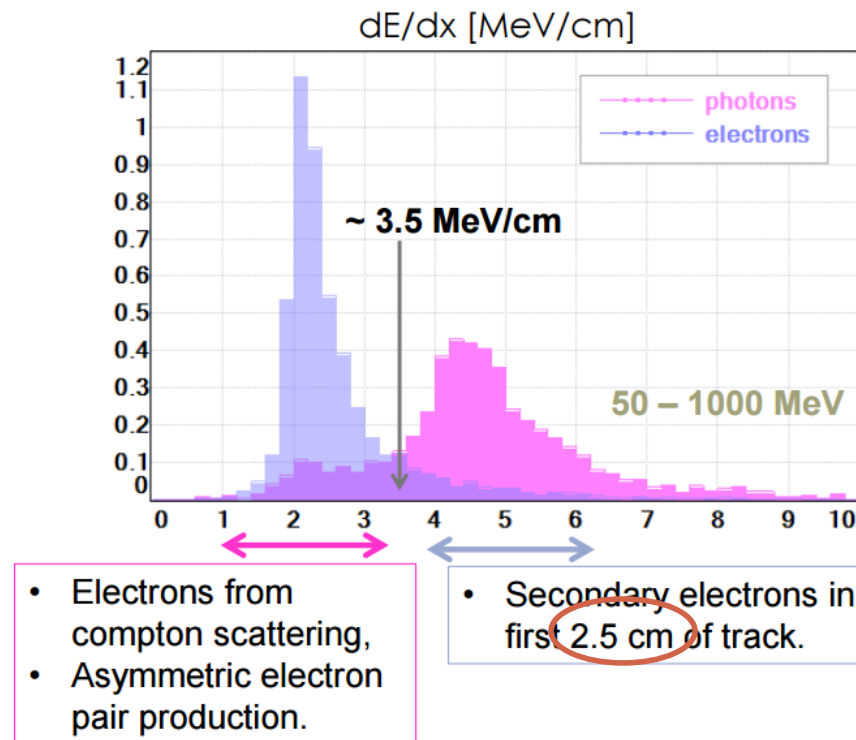 dE/dx [MeV/cm]
1.2
1.1
1
0.9
0.8
0.7
0.6
0.5
0.4
0.3
0.2
0.1
0
photons
electrons
~ 3.5 MeV/cm
50 – 1000 MeV
0 1 2 3 4 5 6 7 8 9 10
• Electrons from
compton scattering,
• Asymmetric electron
pair production.
• Secondary electrons in
first 2.5 cm of track.